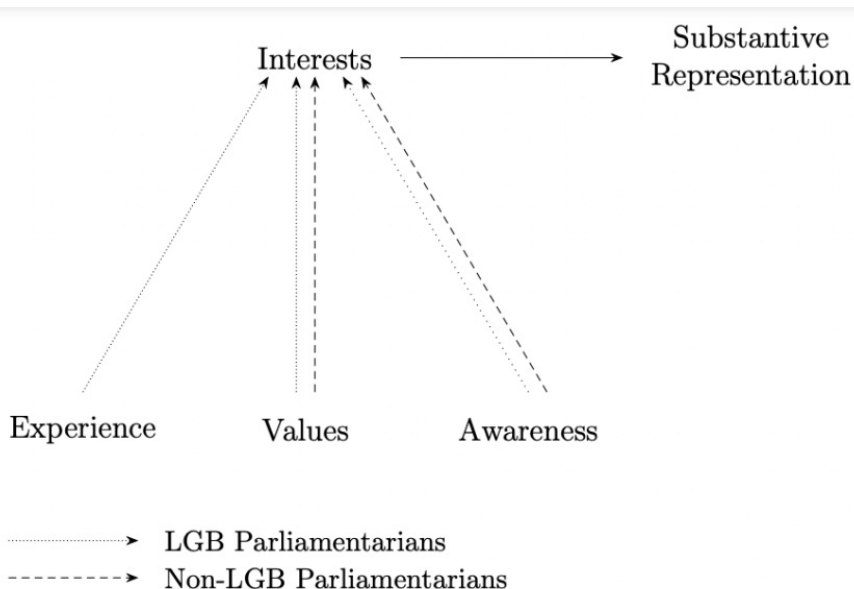 Interests
Substantive
Representation
Experience
Values
Awareness
LGB Parliamentarians
Non-LGB Parliamentarians